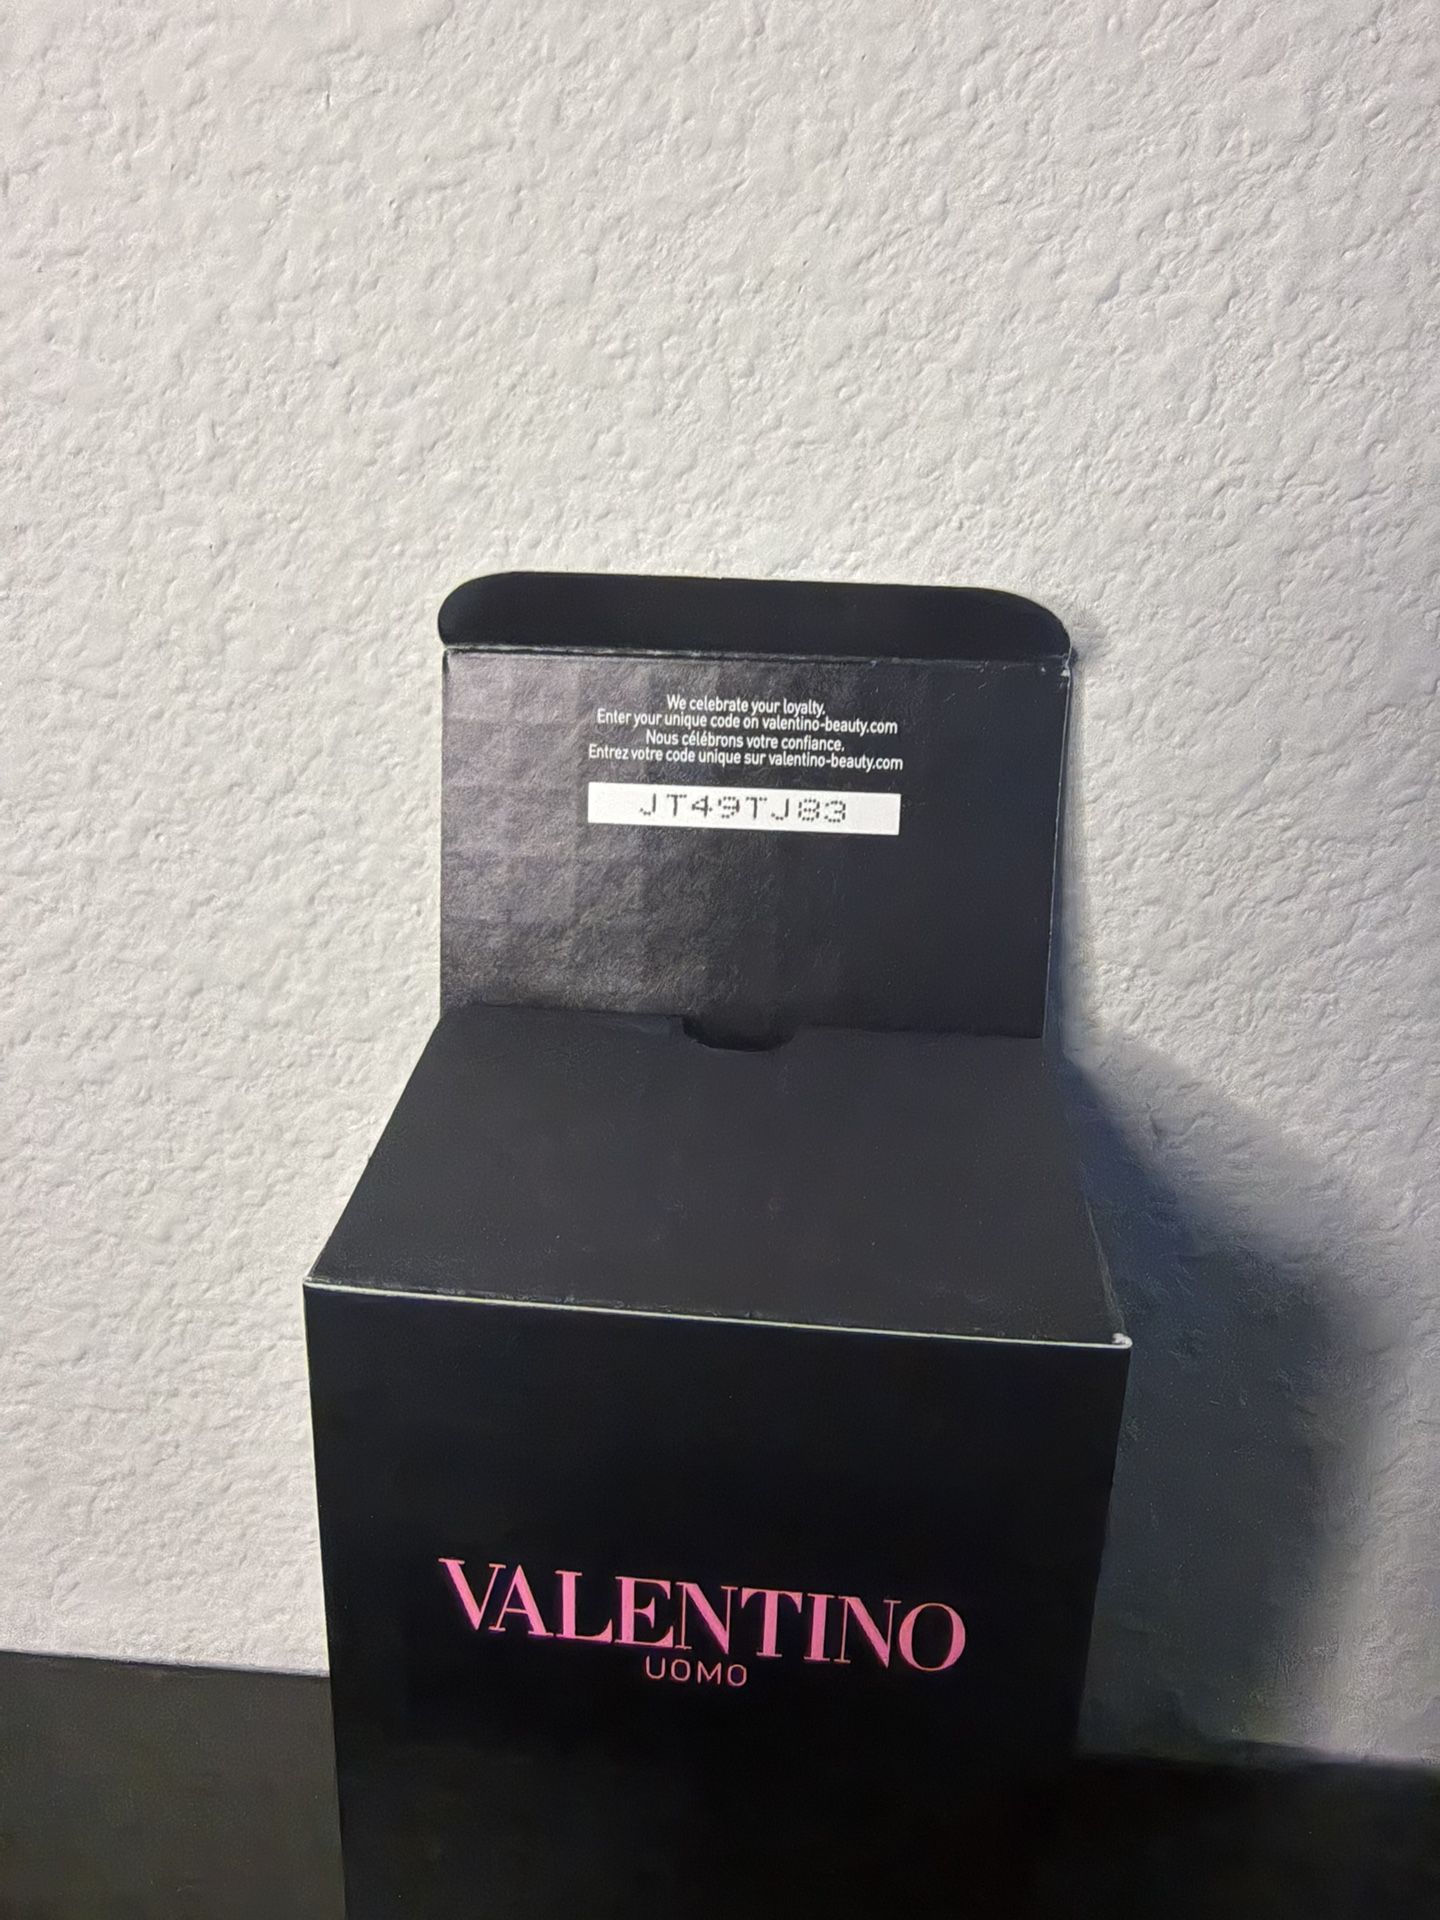 We celebrate your loyalty.
Enter your unique code on valentino-beauty.com
Nous célébrons votre confiance.
Entrez votre code unique sur valentino-beauty.com
JT49TJ83
VALENTINO
UOMO